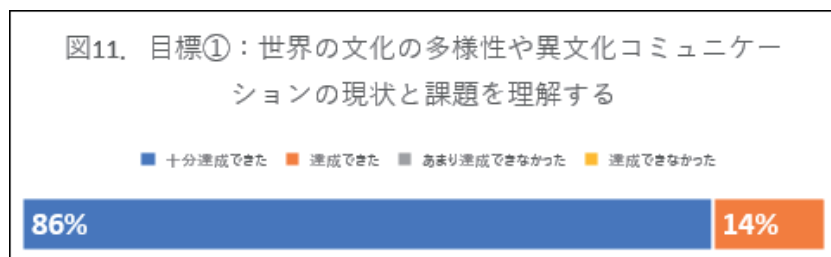 図11. 目標①：世界の文化の多様性や異文化コミュニケー
ションの現状と課題を理解する
十分達成できた 達成できた あまり達成できなかった 達成できなかった
86% 14%